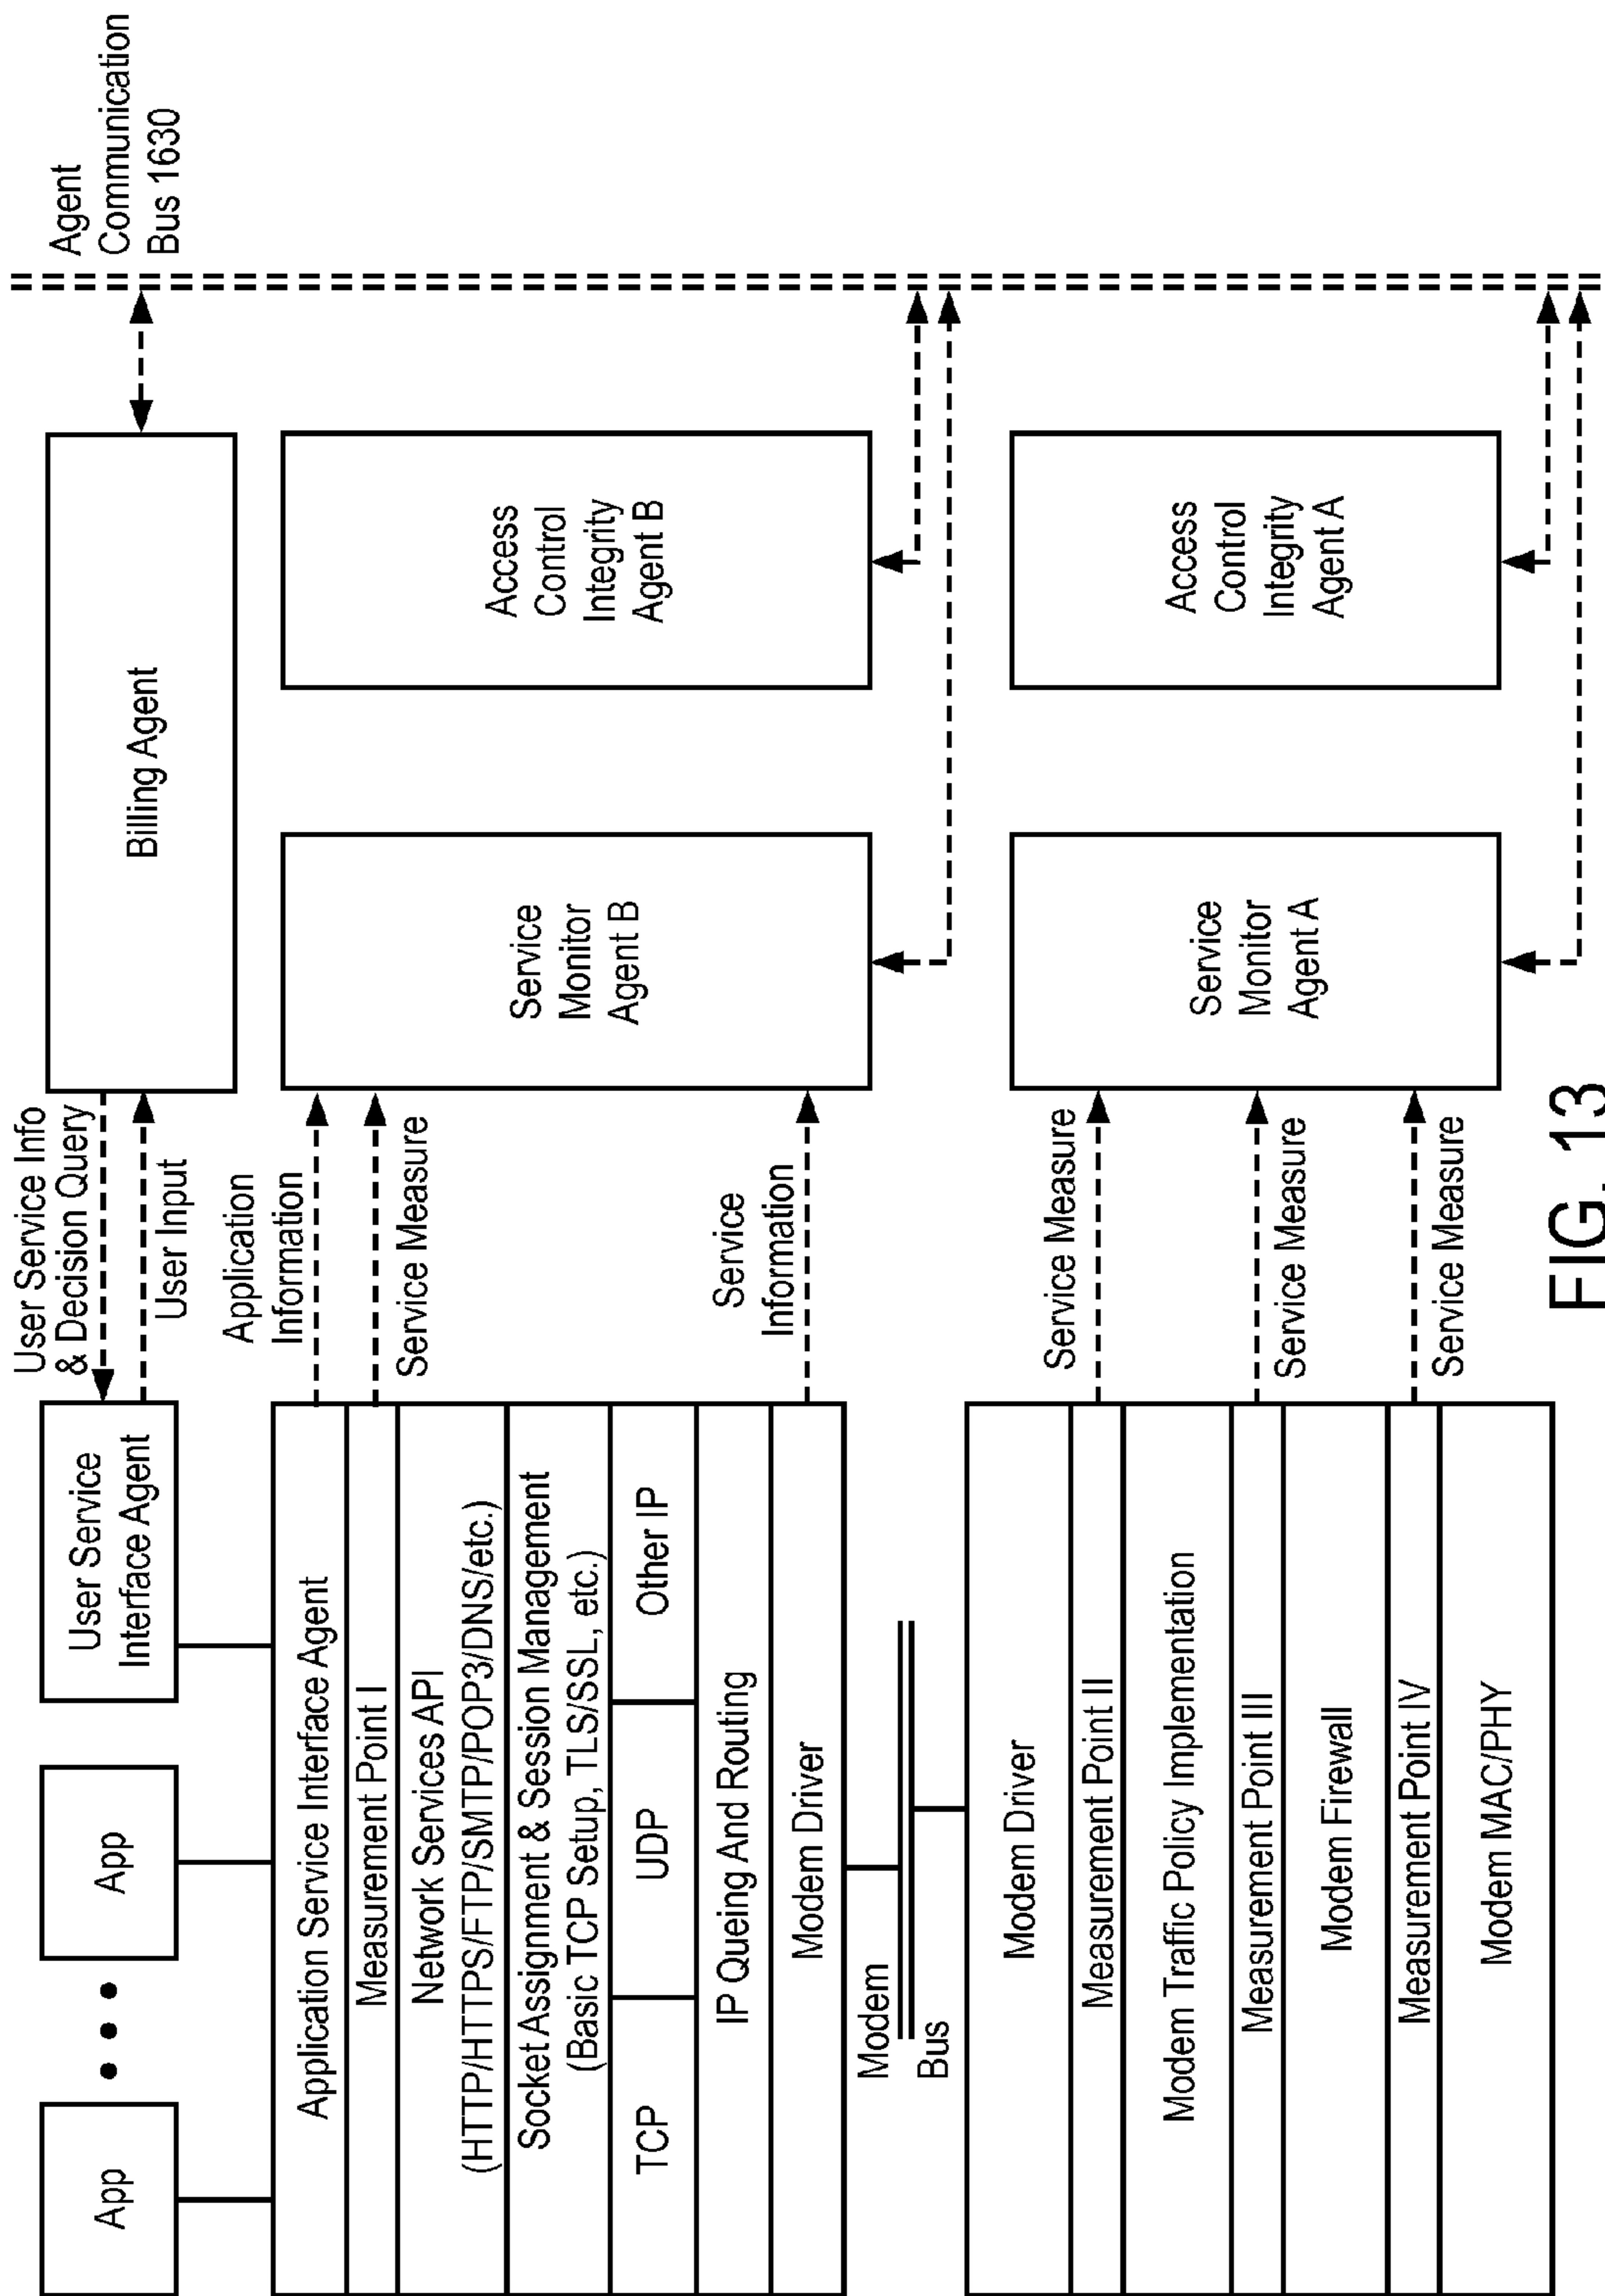 User Service Info
& Decision Query
User Input
Billing Agent
Agent
Communication
Bus 1630
App
App
User Service
Interface Agent
Application
Information
Service Measure
Service
Information
Application Service Interface Agent
Measurement Point I
Network Services API
(HTTP/HTTPS/FTP/SMTP/POP3/DNS/etc.)
Socket Assignment & Session Management
(Basic TCP Setup, TLS/SSL, etc.)
TCP
UDP
Other IP
IP Queing And Routing
Modem Driver
Service
Monitor
Agent B
Access
Control
Integrity
Agent B
Modem
Bus
Modem Driver
Measurement Point II
Modem Traffic Policy Implementation
Measurement Point III
Modem Firewall
Measurement Point IV
Modem MAC/PHY
Service Measure
Service Measure
Service Measure
Service
Monitor
Agent A
Access
Control
Integrity
Agent A
FIG. 13